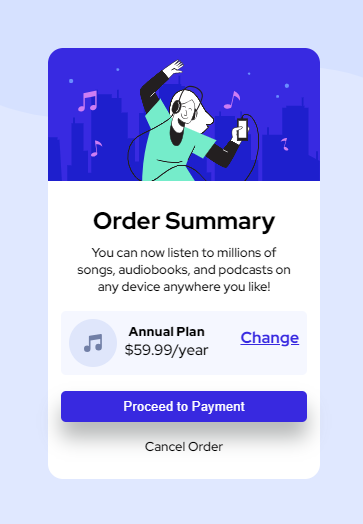 Order Summary
You can now listen to millions of
songs, audiobooks, and podcasts on
any device anywhere you like!
Annual Plan
$59.99/year
Change
Proceed to Payment
Cancel Order